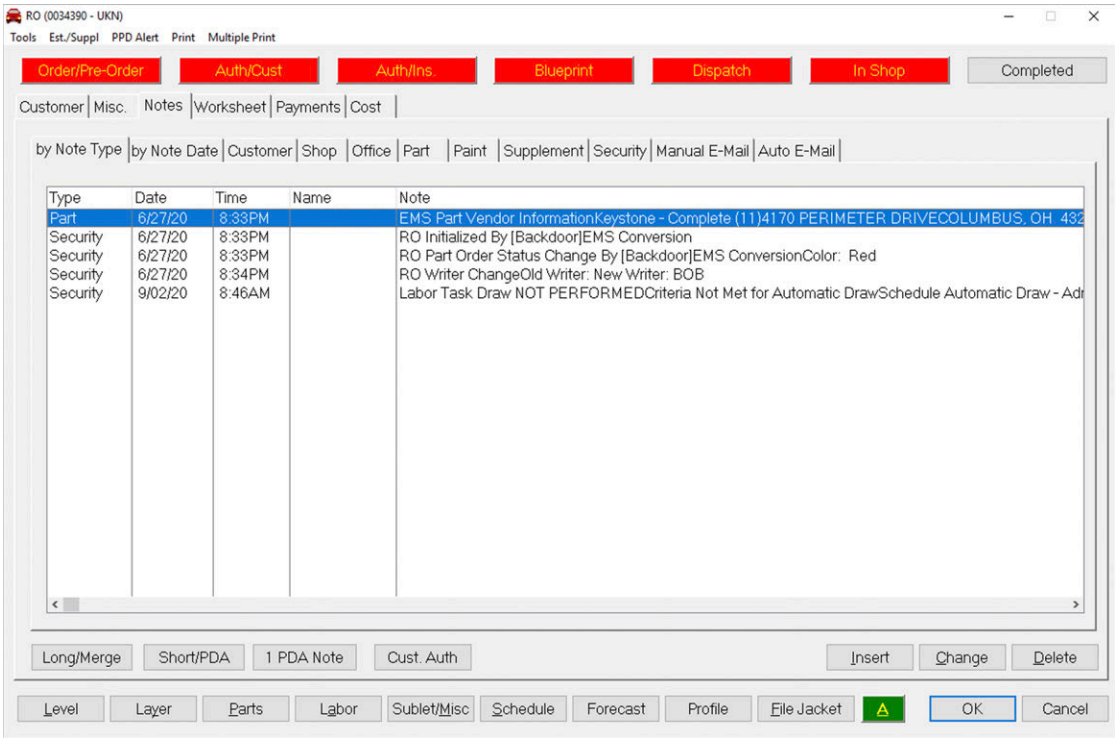 RO (0034390 - UKN)
Tools Est./Suppl PPD Alert Print Multiple Print
Order/Pre-Order Auth/Cust Auth/Ins. Blueprint Dispatch In Shop Completed
Customer Misc. Notes Worksheet Payments Cost
by Note Type by Note Date Customer Shop Office Part Paint Supplement Security Manual E-Mail Auto E-Mail
Type Date Time Name Note
Part 6/27/20 8:33PM EMS Part Vendor InformationKeystone - Complete (11)4170 PERIMETER DRIVECOLUMBUS, OH 432
Security 6/27/20 8:33PM RO Initialized By [Backdoor]EMS Conversion
Security 6/27/20 8:33PM RO Part Order Status Change By [Backdoor]EMS ConversionColor: Red
Security 6/27/20 8:34PM RO Writer ChangeOld Writer: New Writer: BOB
Security 9/02/20 8:46AM Labor Task Draw NOT PERFORMEDCriteria Not Met for Automatic DrawSchedule Automatic Draw - Adr
Long/Merge Short/PDA 1 PDA Note Cust. Auth Insert Change Delete
Level Layer Parts Labor Sublet/Misc Schedule Forecast Profile File Jacket A OK Cancel